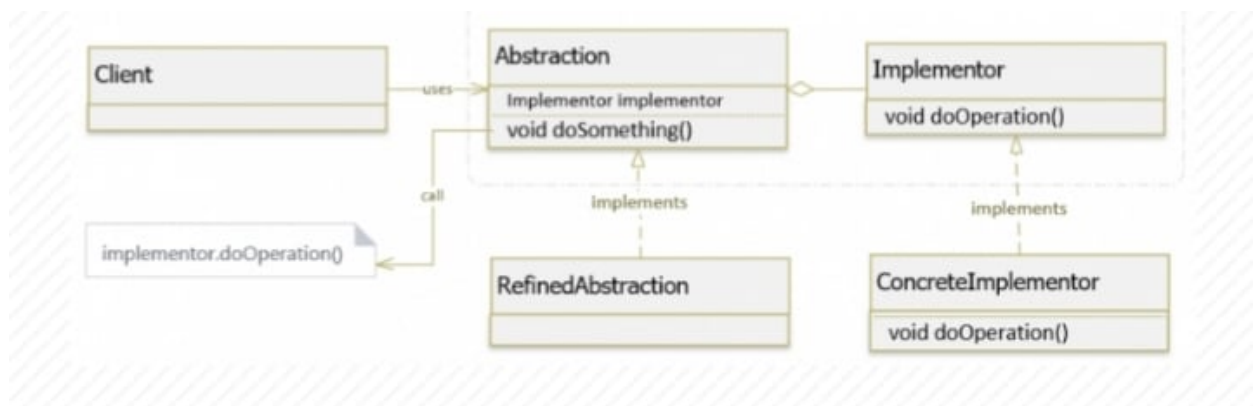 Client
uses
Abstraction
Implementor implementor
void doSomething()
Implementor
void doOperation()
call
implementor.doOperation()
implements
implements
RefinedAbstraction
ConcreteImplementor
void doOperation()